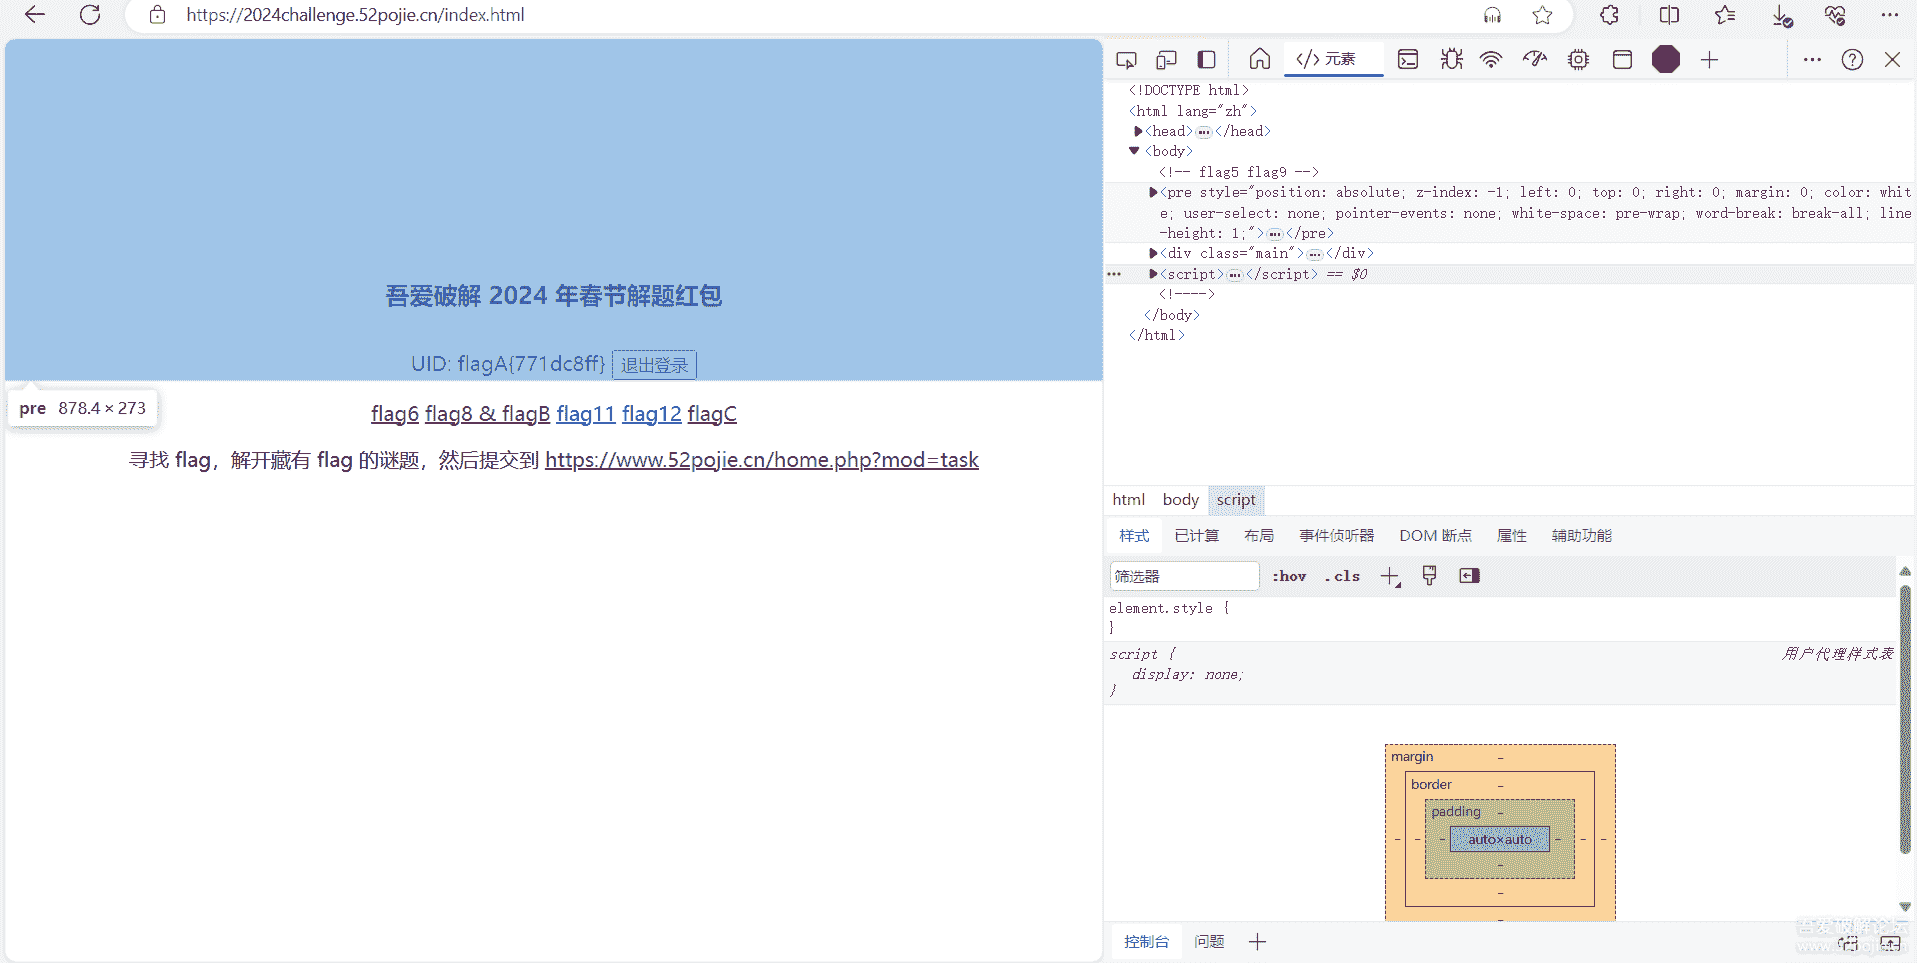 https://2024challenge.52pojie.cn/index.html
吾爱破解 2024 年春节解题红包
UID: flagA{771dc8ff} 退出登录
pre 878.4 × 273
flag6 flag8 & flagB flag11 flag12 flagC
寻找 flag，解开藏有 flag 的谜题，然后提交到 https://www.52pojie.cn/home.php?mod=task
</> 元素
<!DOCTYPE html>
<html lang="zh">
<head>…</head>
<body>
<!-- flag5 flag9 -->
<pre style="position: absolute; z-index: -1; left: 0; top: 0; right: 0; margin: 0; color: whit
e; user-select: none; pointer-events: none; white-space: pre-wrap; word-break: break-all; line
-height: 1;">…</pre>
<div class="main">…</div>
<script>…</script> == $0
<!---->
</body>
</html>
html body script
样式 已计算 布局 事件侦听器 DOM 断点 属性 辅助功能
筛选器 :hov .cls
element.style {
}
script { 用户代理样式表
display: none;
}
margin -
border -
padding -
- - - auto×auto - - -
-
-
-
控制台 问题
吾爱破解论坛